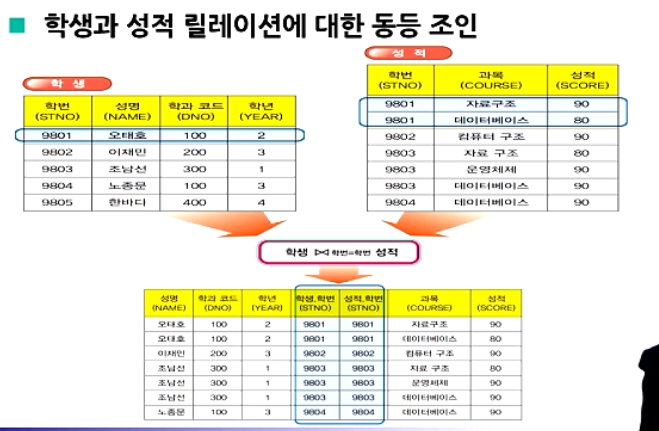 학생과 성적 릴레이션에 대한 동등 조인
학 생
학번 성명 학과 코드 학년
(STNO) (NAME) (DNO) (YEAR)
9801 오태호 100 2
9802 이재민 200 3
9803 조남선 300 1
9804 노종문 100 3
9805 한바디 400 4
성 적
학번 과목 성적
(STNO) (COURSE) (SCORE)
9801 자료구조 90
9801 데이터베이스 80
9802 컴퓨터 구조 90
9803 자료 구조 80
9803 운영체제 90
9803 데이터베이스 90
9804 데이터베이스 90
학생 ⋈ 학번=학번 성적
성명 학과 코드 학년 학생.학번 성적.학번 과목 성적
(NAME) (DNO) (YEAR) (STNO) (STNO) (COURSE) (SCORE)
오태호 100 2 9801 9801 자료구조 90
오태호 100 2 9801 9801 데이터베이스 80
이재민 200 3 9802 9802 컴퓨터 구조 90
조남선 300 1 9803 9803 자료 구조 80
조남선 300 1 9803 9803 운영체제 90
조남선 300 1 9803 9803 데이터베이스 90
노종문 100 3 9804 9804 데이터베이스 90